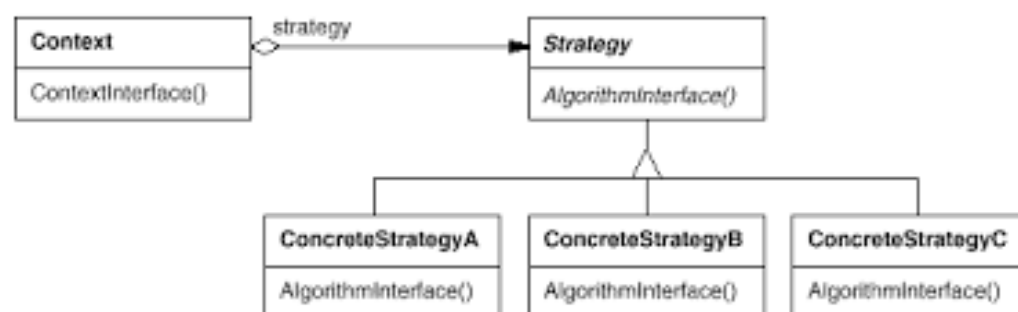 strategy
Context
ContextInterface()
Strategy
AlgorithmInterface()
ConcreteStrategyA
AlgorithmInterface()
ConcreteStrategyB
AlgorithmInterface()
ConcreteStrategyC
AlgorithmInterface()